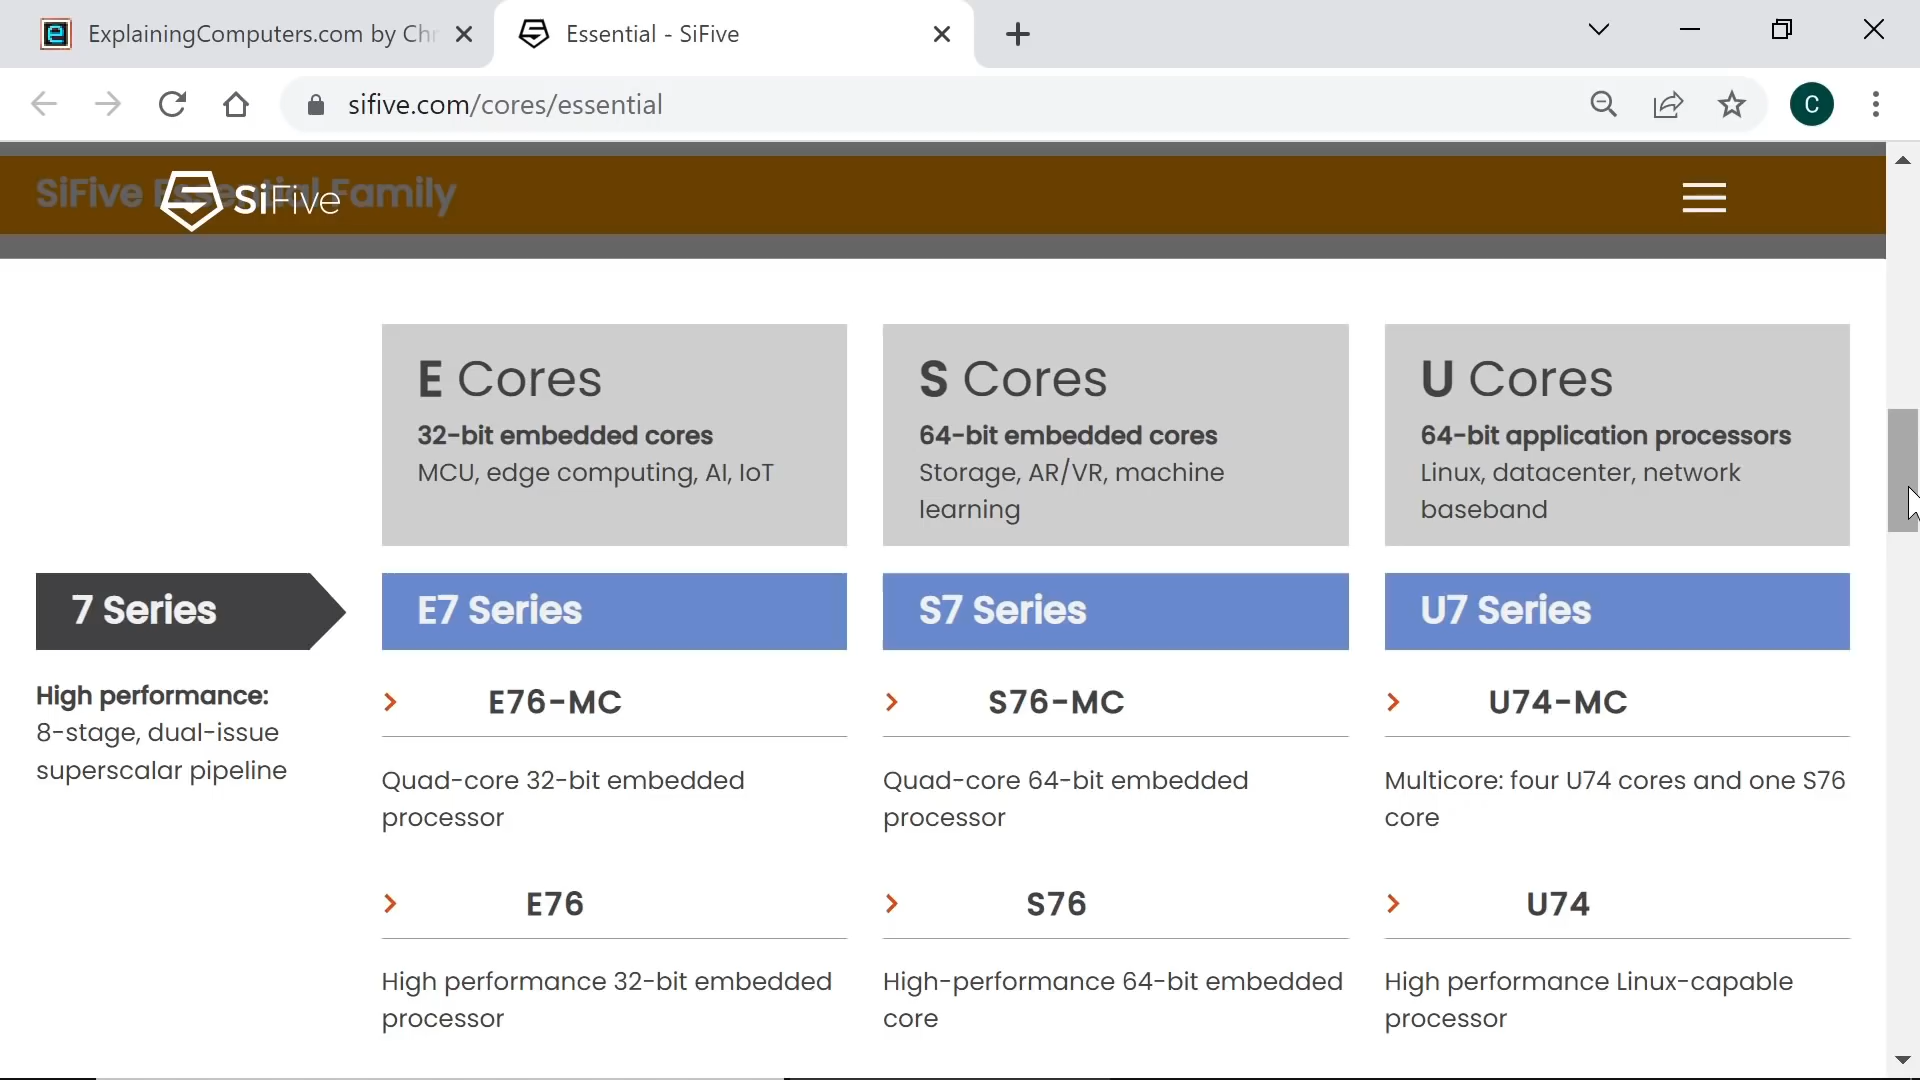 ExplainingComputers.com by Ch
Essential - SiFive
sifive.com/cores/essential
C
SiFive Essential Family
SiFive
E Cores
32-bit embedded cores
MCU, edge computing, AI, IoT
S Cores
64-bit embedded cores
Storage, AR/VR, machine
learning
U Cores
64-bit application processors
Linux, datacenter, network
baseband
7 Series
E7 Series
S7 Series
U7 Series
High performance:
8-stage, dual-issue
superscalar pipeline
E76-MC
Quad-core 32-bit embedded
processor
S76-MC
Quad-core 64-bit embedded
processor
U74-MC
Multicore: four U74 cores and one S76
core
E76
High performance 32-bit embedded
processor
S76
High-performance 64-bit embedded
core
U74
High performance Linux-capable
processor